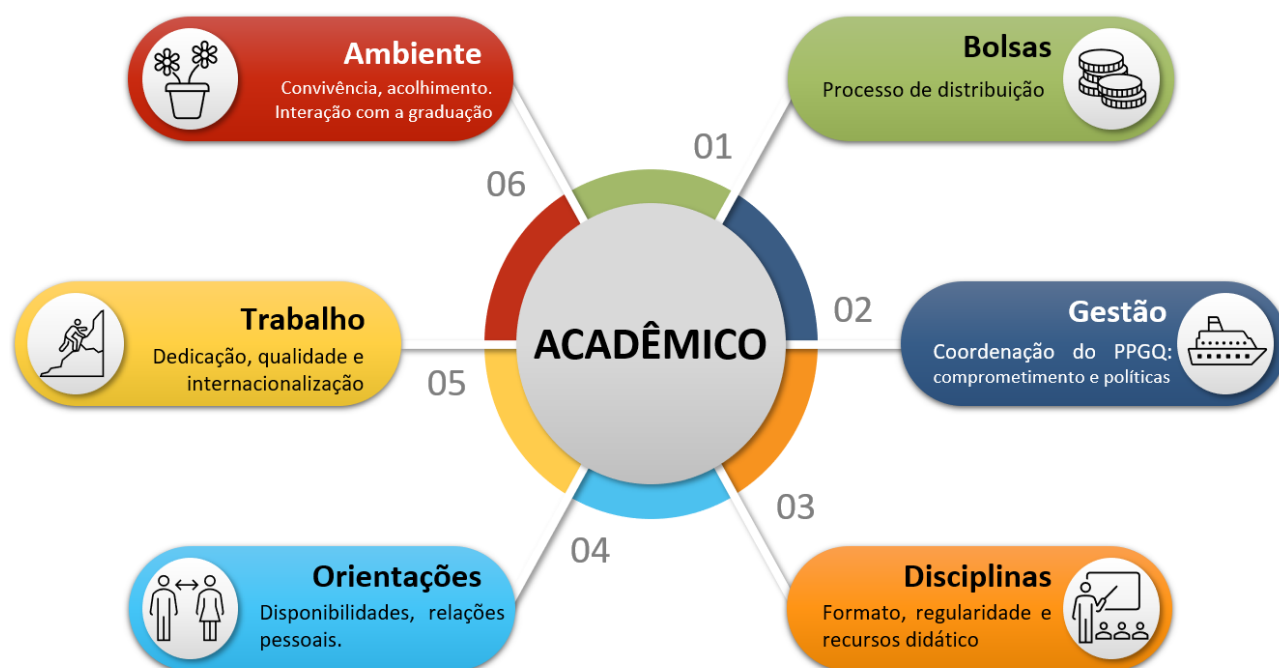 ACADÊMICO
01
Bolsas
Processo de distribuição
02
Gestão
Coordenação do PPGQ:
comprometimento e políticas
03
Disciplinas
Formato, regularidade e
recursos didático
04
Orientações
Disponibilidades, relações
pessoais.
05
Trabalho
Dedicação, qualidade e
internacionalização
06
Ambiente
Convivência, acolhimento.
Interação com a graduação